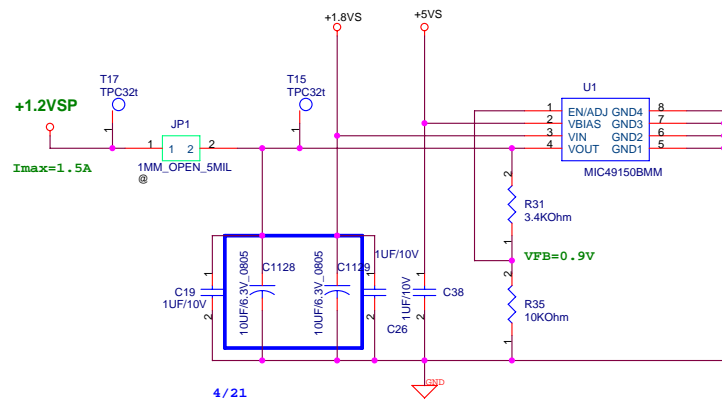 +1.8VS
+5VS
T17
TPC32t
T15
TPC32t
U1
+1.2VSP
JP1
1
1
1
1 2
2
1MM_OPEN_5MIL
@
Imax=1.5A
1
2
3
4
EN/ADJ
VBIAS
VIN
VOUT
GND4
GND3
GND2
GND1
8
7
6
5
MIC49150BMM
2
R31
3.4KOhm
1
VFB=0.9V
1UF/10V
1
C19
1UF/10V
2
10UF/6.3V_0805
C1128
10UF/6.3V_0805
C1129
1
2
C26
1UF/10V
1
C38
2
2
R35
10KOhm
1
GND
4/21